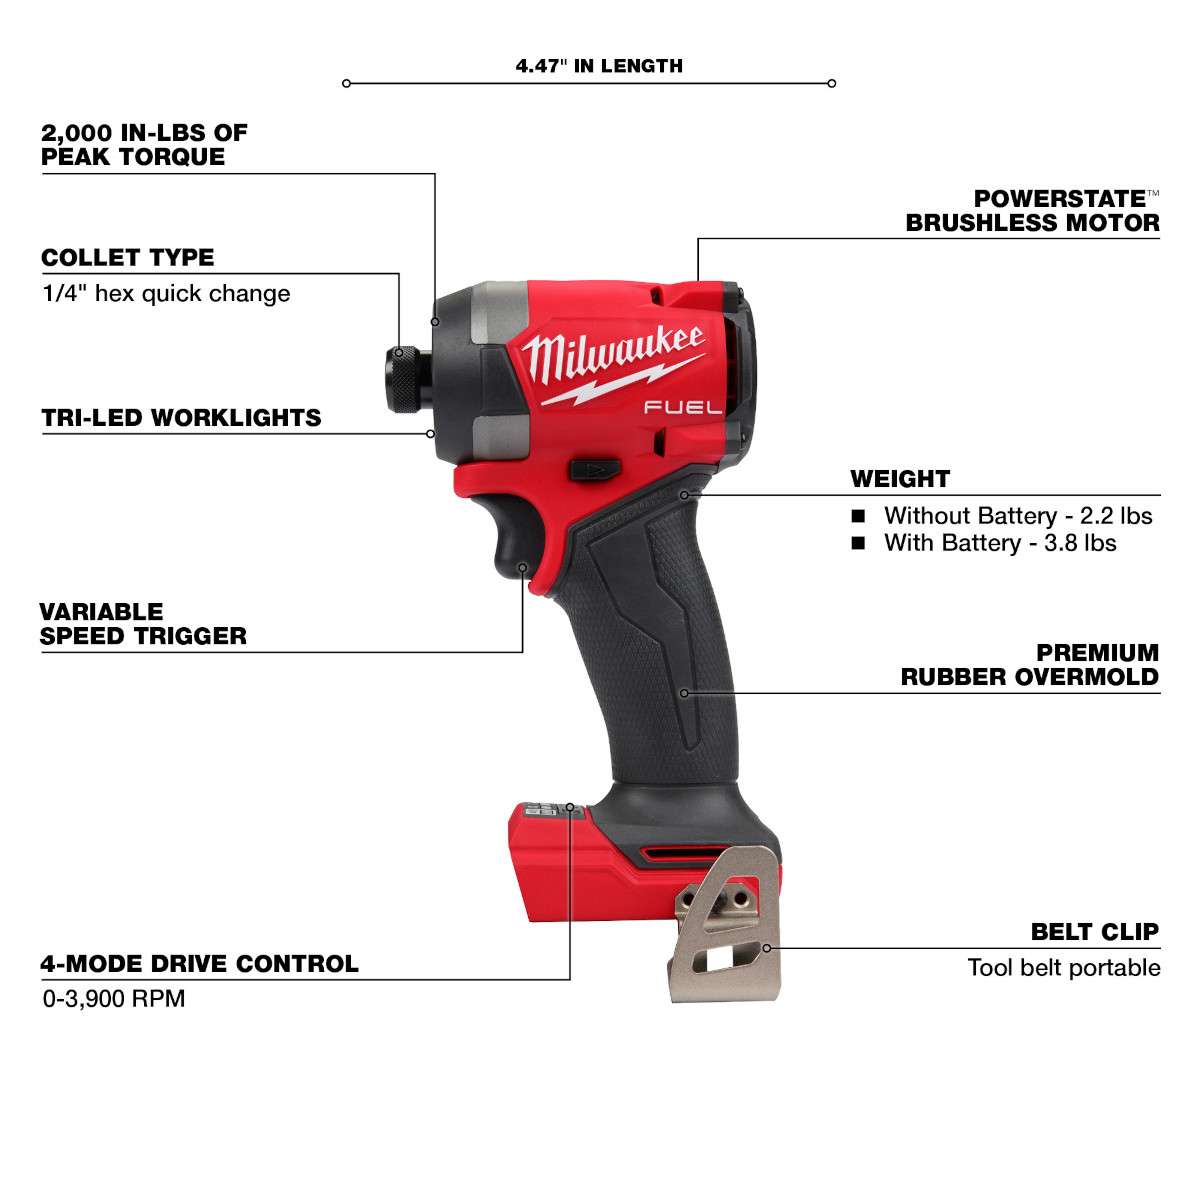 4.47" IN LENGTH
2,000 IN-LBS OF
PEAK TORQUE
POWERSTATE™
BRUSHLESS MOTOR
COLLET TYPE
1/4" hex quick change
Milwaukee
FUEL
TRI-LED WORKLIGHTS
WEIGHT
■ Without Battery - 2.2 lbs
■ With Battery - 3.8 lbs
VARIABLE
SPEED TRIGGER
PREMIUM
RUBBER OVERMOLD
BELT CLIP
Tool belt portable
4-MODE DRIVE CONTROL
0-3,900 RPM